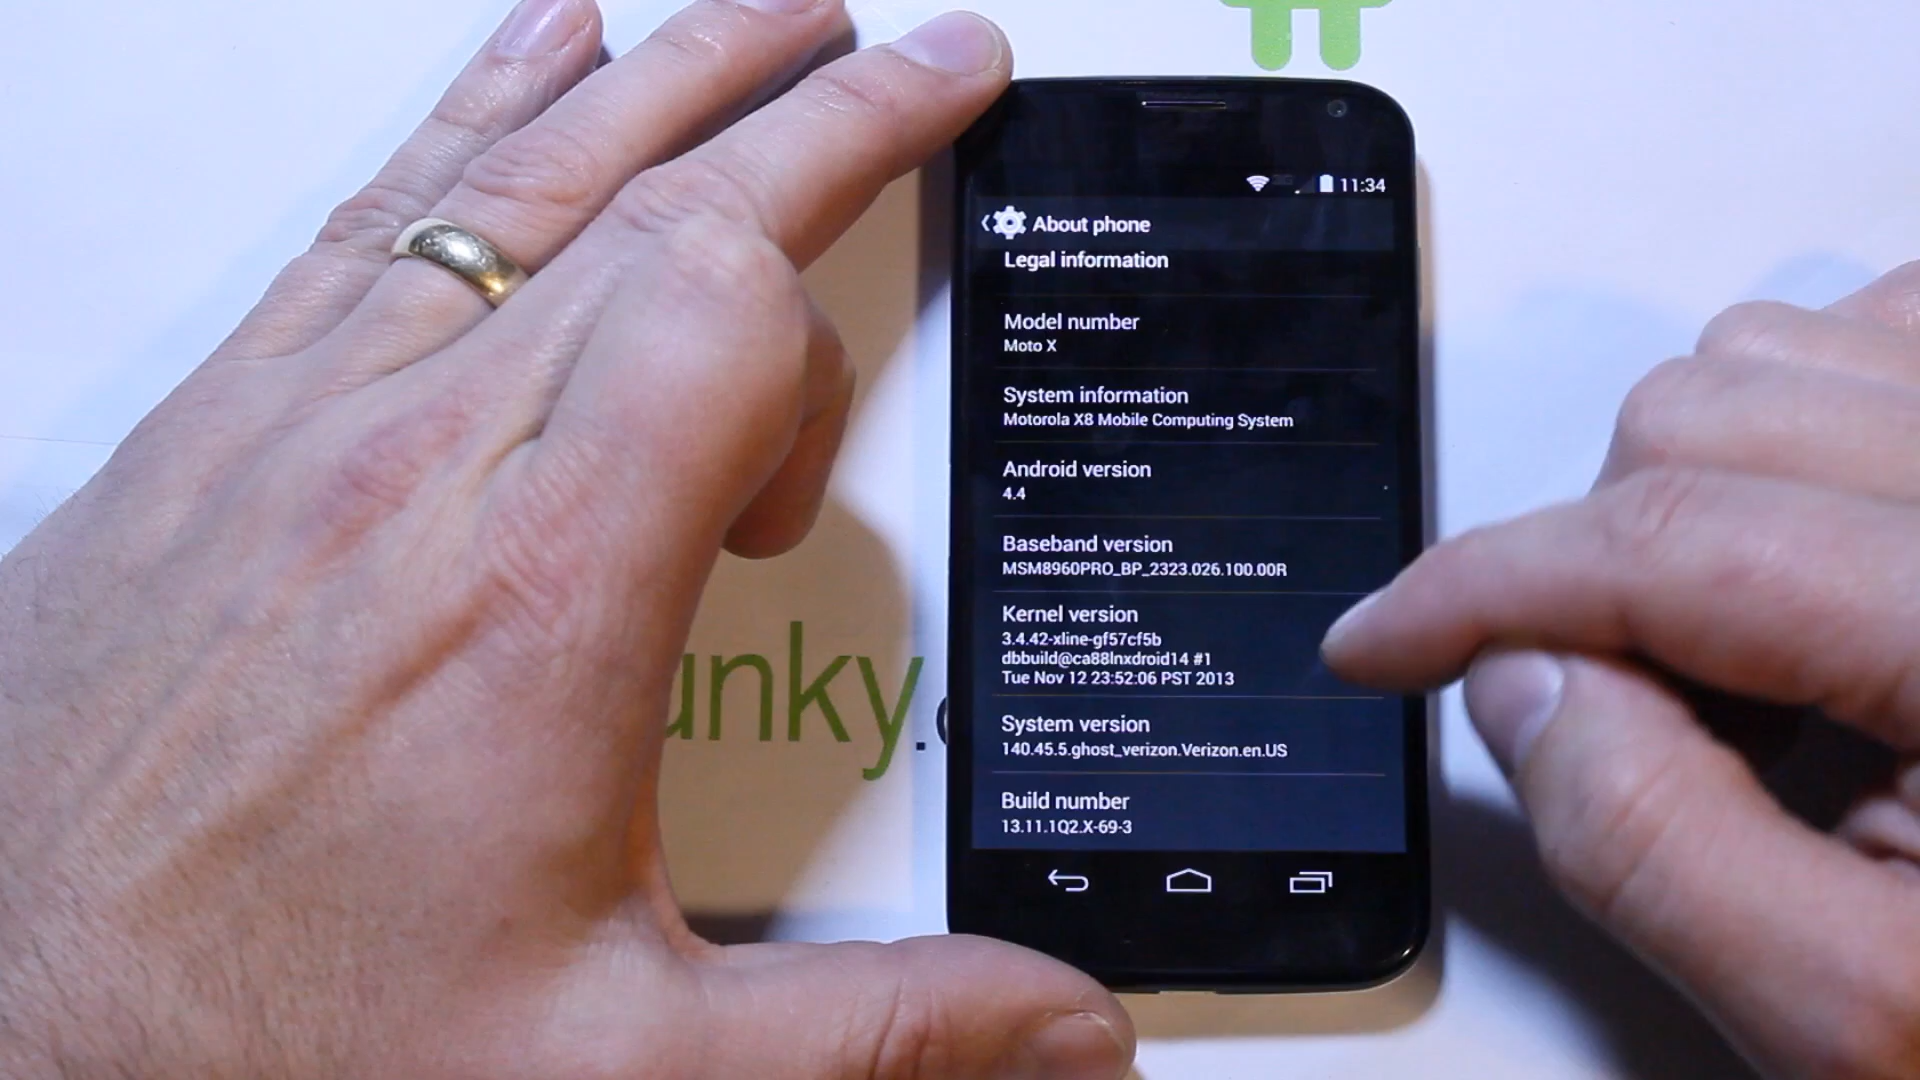 11:34
About phone
Legal information
Model number
Moto X
System information
Motorola X8 Mobile Computing System
Android version
4.4
Baseband version
MSM8960PRO_BP_2323.026.100.00R
Kernel version
3.4.42-xline-gf57cf5b
dbbuild@ca88lnxdroid14 #1
Tue Nov 12 23:52:06 PST 2013
System version
140.45.5.ghost_verizon.Verizon.en.US
Build number
13.11.1Q2.X-69-3
unky.